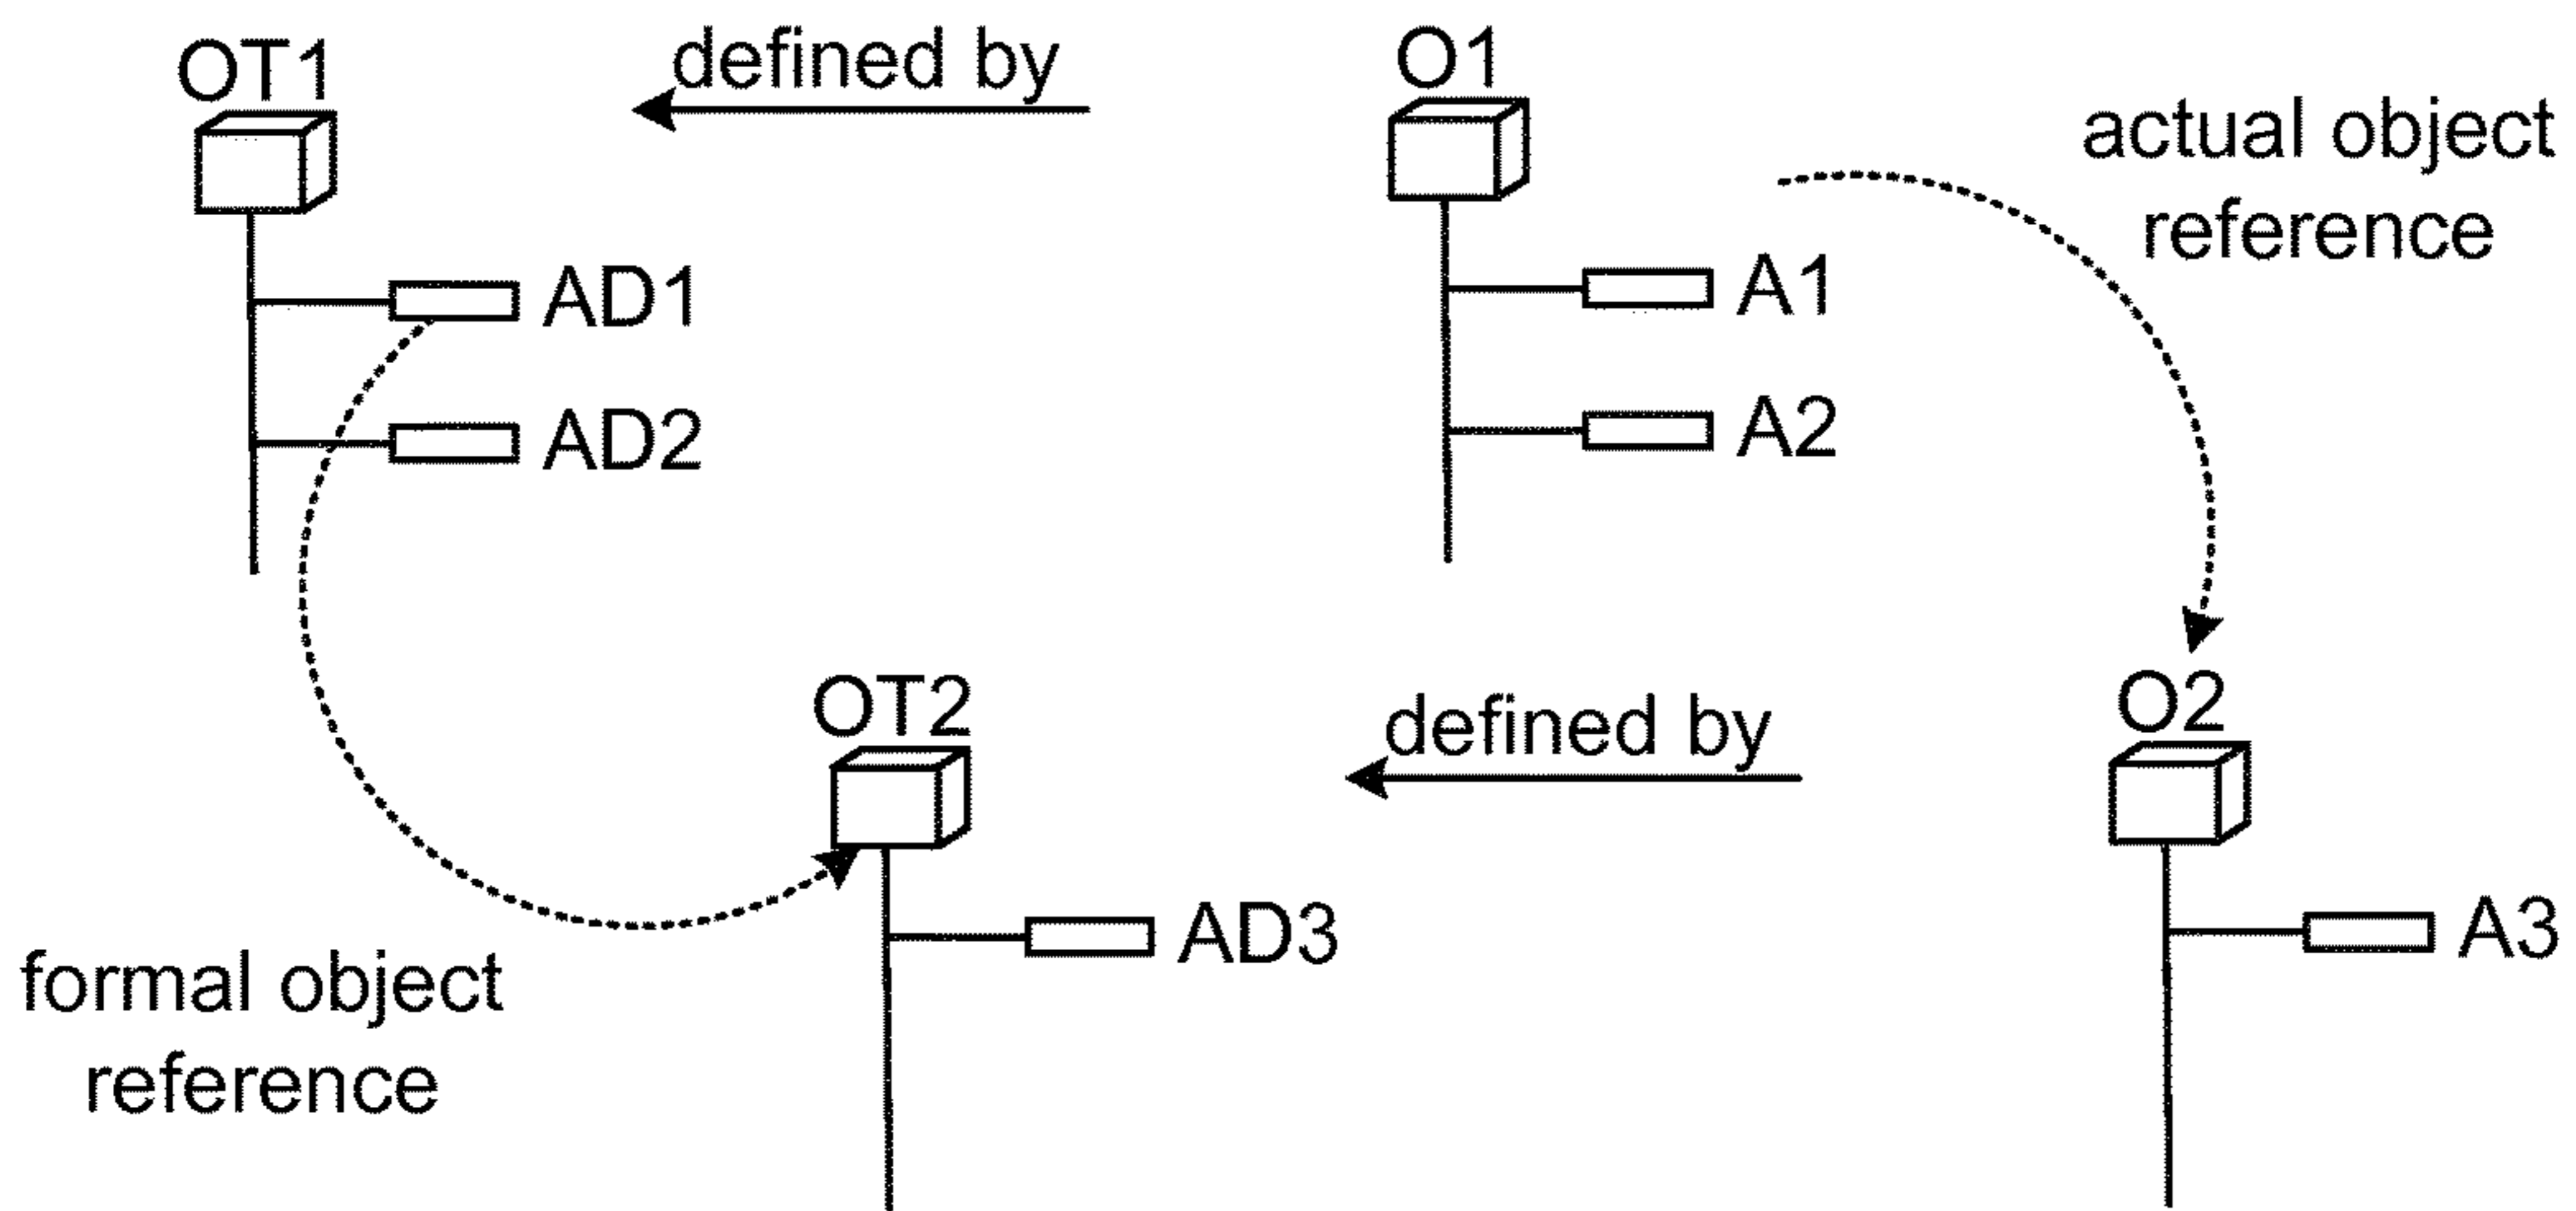 OT1
defined by
O1
actual object
reference
AD1
A1
AD2
A2
OT2
defined by
O2
AD3
A3
formal object
reference